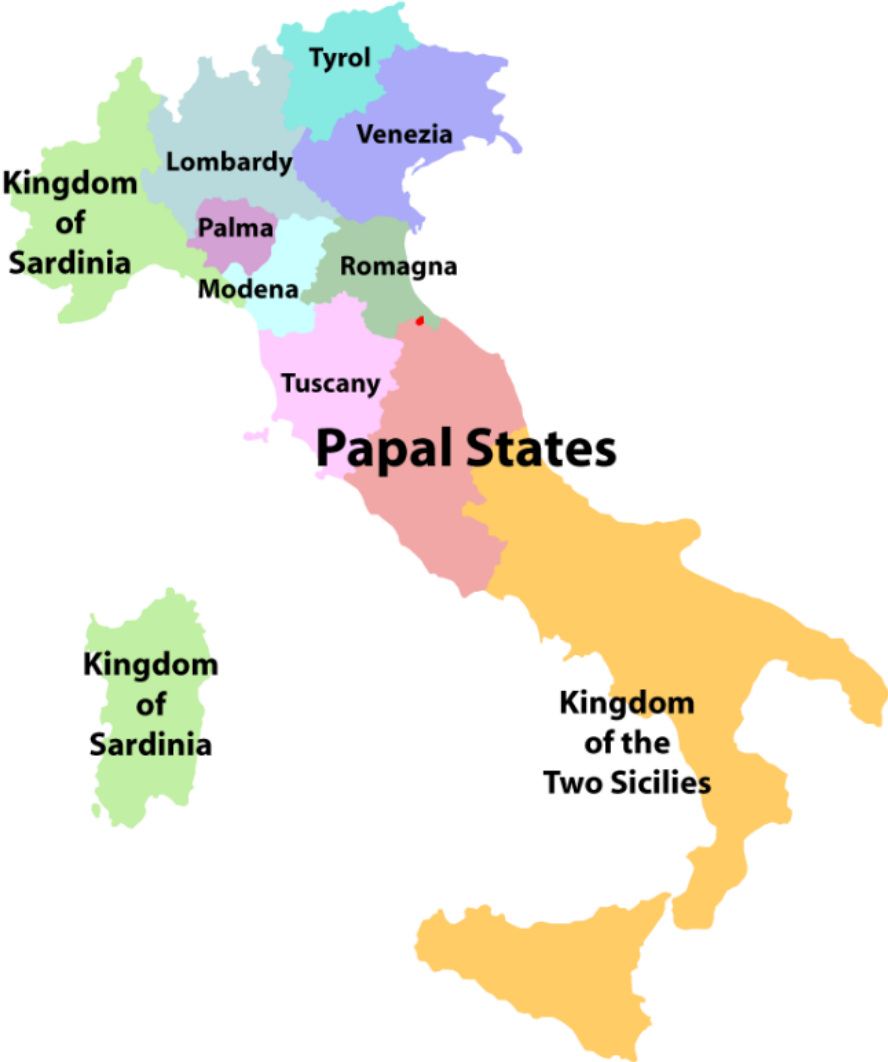 Tyrol
Venezia
Lombardy
Kingdom
of
Sardinia
Palma
Romagna
Modena
Tuscany
Papal States
Kingdom
of
Sardinia
Kingdom
of the
Two Sicilies